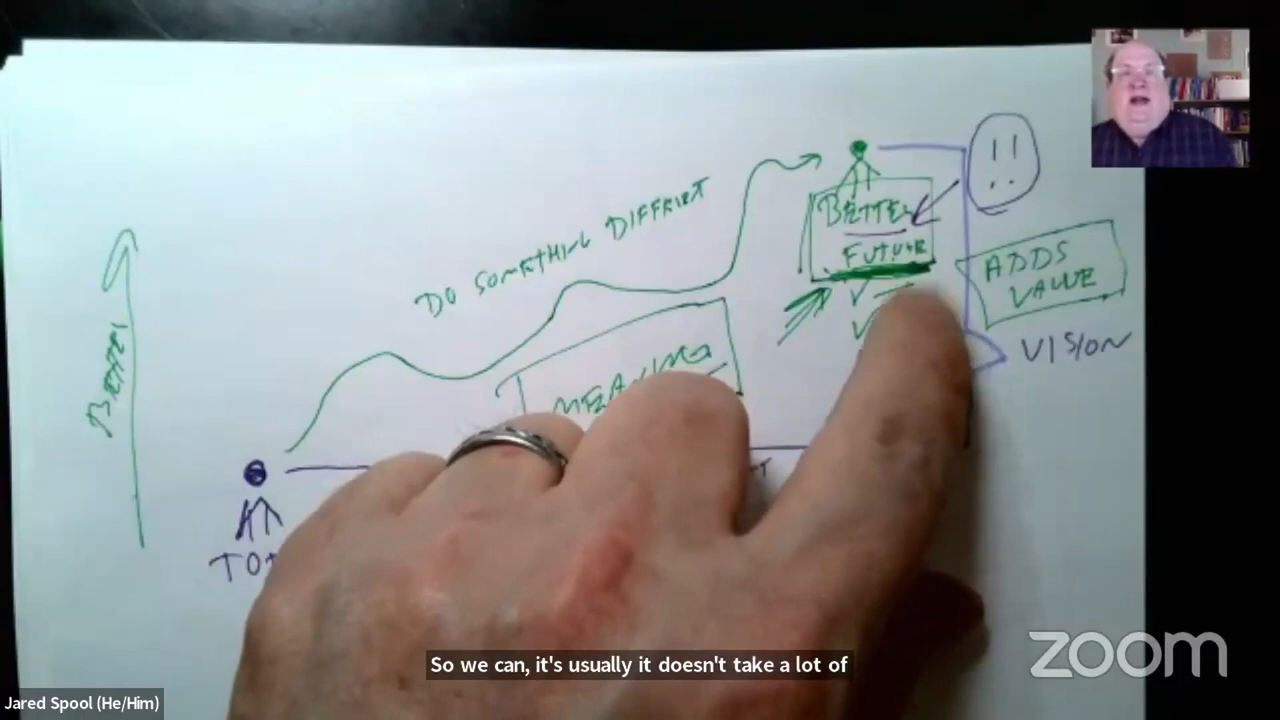 DO SOMETHING DIFFERENT
BETTER
FUTURE
ADDS
VALUE
VISION
BETTER
MEANING
So we can, it's usually it doesn't take a lot of
zoom
Jared Spool (He/Him)